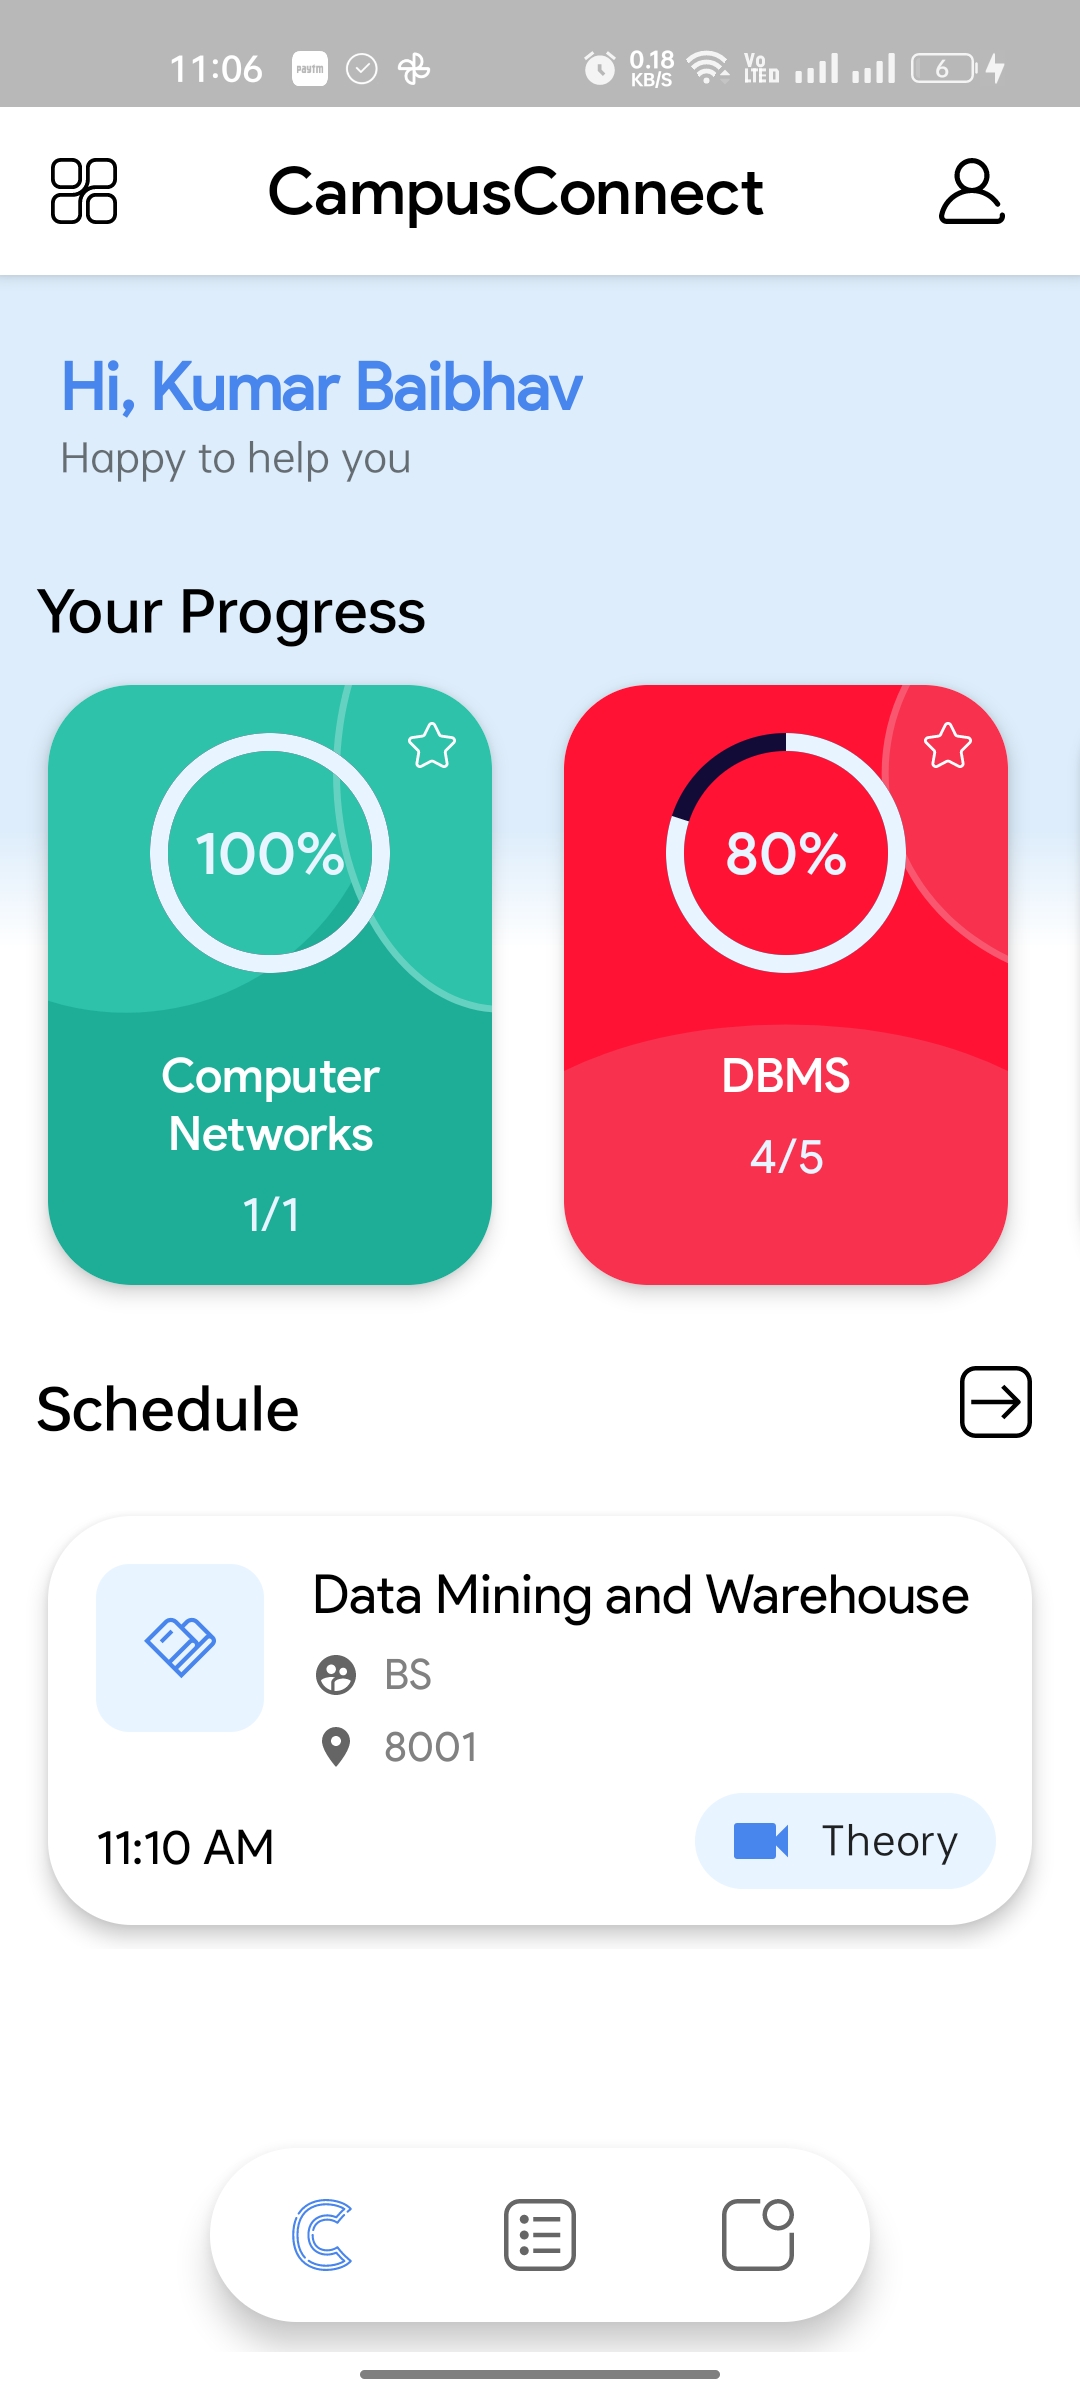 11:06 paytm 0.18 KB/S Vo LTED 6
CampusConnect
Hi, Kumar Baibhav
Happy to help you
Your Progress
100%
Computer
Networks
1/1
80%
DBMS
4/5
Schedule
Data Mining and Warehouse
BS
8001
11:10 AM
Theory